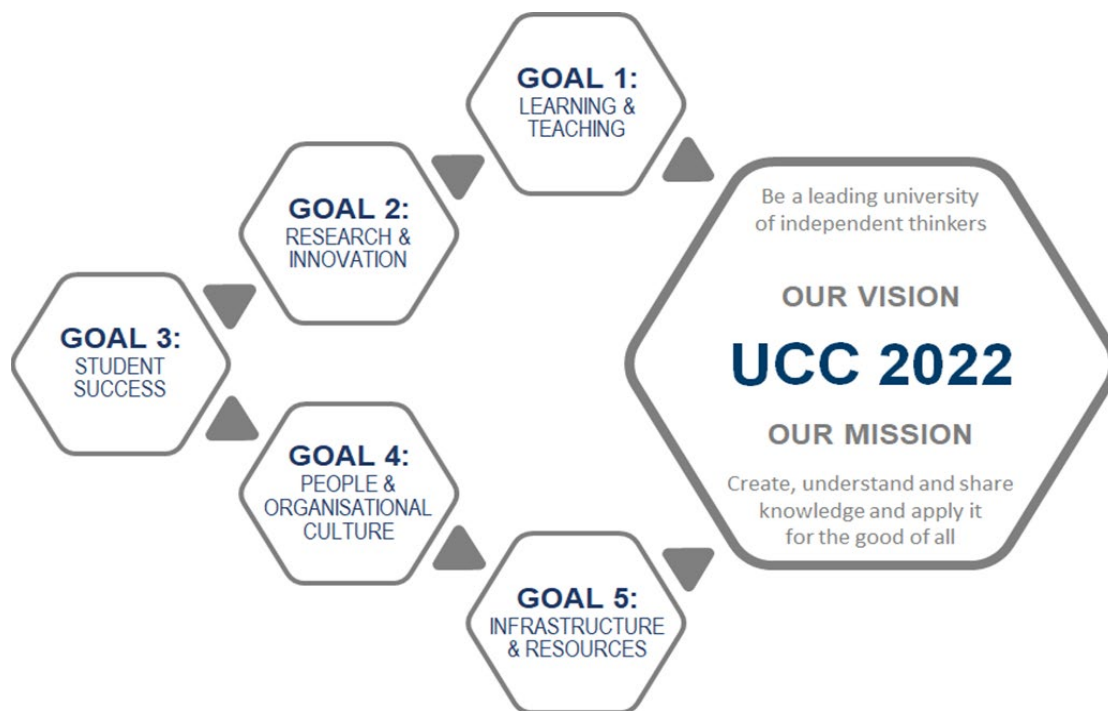 GOAL 1:
LEARNING &
TEACHING
GOAL 2:
RESEARCH &
INNOVATION
GOAL 3:
STUDENT
SUCCESS
GOAL 4:
PEOPLE &
ORGANISATIONAL
CULTURE
GOAL 5:
INFRASTRUCTURE
& RESOURCES
Be a leading university
of independent thinkers
OUR VISION
UCC 2022
OUR MISSION
Create, understand and share
knowledge and apply it
for the good of all